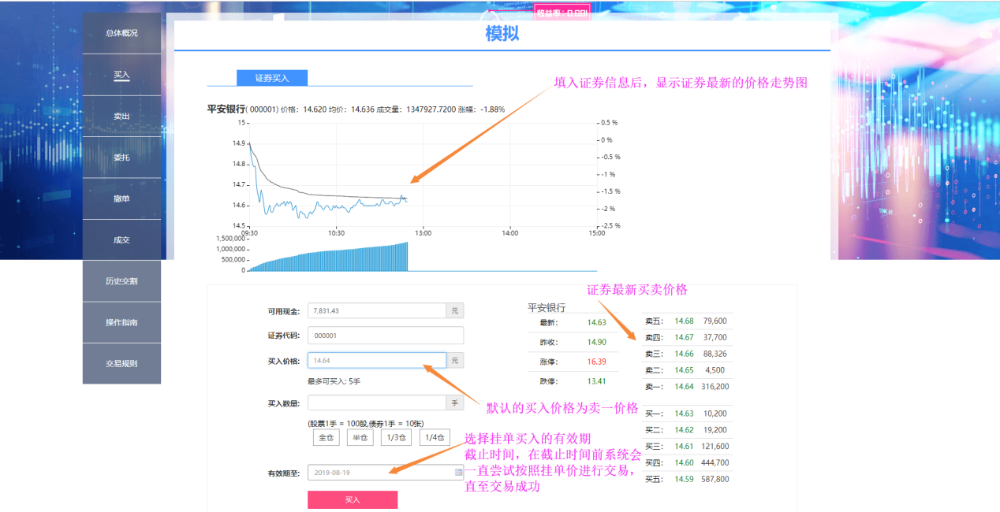 收益率：0.681
模拟
总体概况
买入
卖出
委托
撤单
成交
历史交割
操作指南
交易规则
证券买入
填入证券信息后，显示证券最新的价格走势图
平安银行( 000001) 价格：14.620 均价：14.636 成交量：1347927.7200 涨幅：-1.88%
15
14.9
14.8
14.7
14.6
14.5
0.5 %
0 %
-0.5 %
-1 %
-1.5 %
-2 %
-2.5 %
09:30 10:30 13:00 14:00 15:00
1,500,000
1,000,000
500,000
0
可用现金： 7,831.43 元
证券代码： 000001
买入价格： 14.64 元
最多可买入: 5手
买入数量： 手
(股票1手 = 100股,债券1手 = 10张)
全仓 半仓 1/3仓 1/4仓
有效期至： 2019-08-19
买入
证券最新买卖价格
默认的买入价格为卖一价格
选择挂单买入的有效期
截止时间，在截止时间前系统会
一直尝试按照挂单价进行交易，
直至交易成功
平安银行
最新： 14.63
昨收： 14.90
涨停： 16.39
跌停： 13.41
卖五： 14.68 79,600
卖四： 14.67 37,700
卖三： 14.66 88,326
卖二： 14.65 4,500
卖一： 14.64 316,200
买一： 14.63 10,200
买二： 14.62 19,200
买三： 14.61 121,600
买四： 14.60 444,700
买五： 14.59 587,800